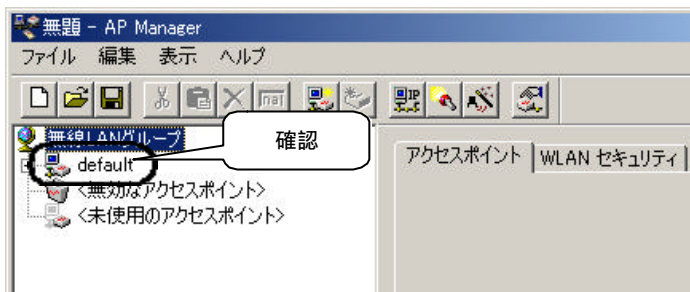 無題 - AP Manager
ファイル 編集 表示 ヘルプ
無線LANグループ
確認
default
<無効なアクセスポイント>
<未使用のアクセスポイント>
アクセスポイント WLAN セキュリティ